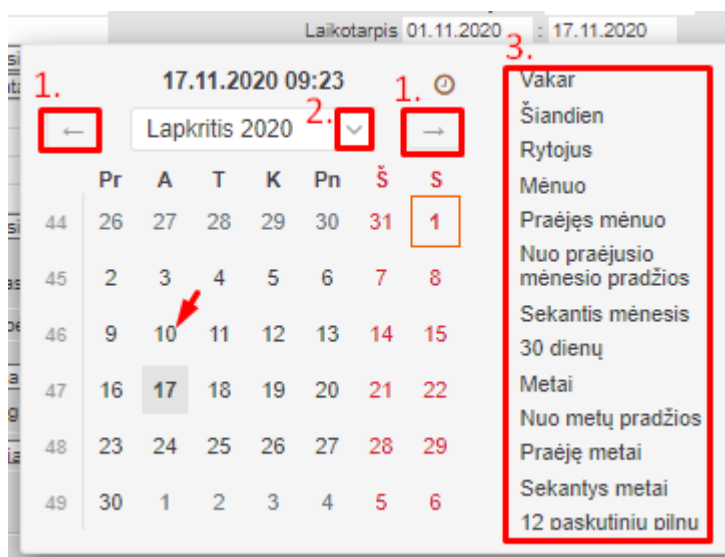 Laikotarpis 01.11.2020 : 17.11.2020
3.
1. 17.11.2020 09:23 1.
← Lapkritis 2020 2. →
Pr A T K Pn Š S
44 26 27 28 29 30 31 1
45 2 3 4 5 6 7 8
46 9 10 11 12 13 14 15
47 16 17 18 19 20 21 22
48 23 24 25 26 27 28 29
49 30 1 2 3 4 5 6
Vakar
Šiandien
Rytojus
Mėnuo
Praėjęs mėnuo
Nuo praėjusio
mėnesio pradžios
Sekantis mėnesis
30 dienų
Metai
Nuo metų pradžios
Praėję metai
Sekantys metai
12 paskutinių pilnų